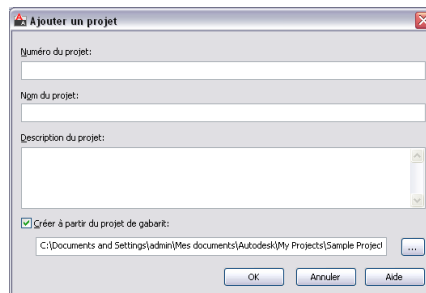 Ajouter un projet
Numéro du projet:
Nom du projet:
Description du projet:
Créer à partir du projet de gabarit:
C:\Documents and Settings\admin\Mes documents\Autodesk\My Projects\Sample Project
...
OK Annuler Aide